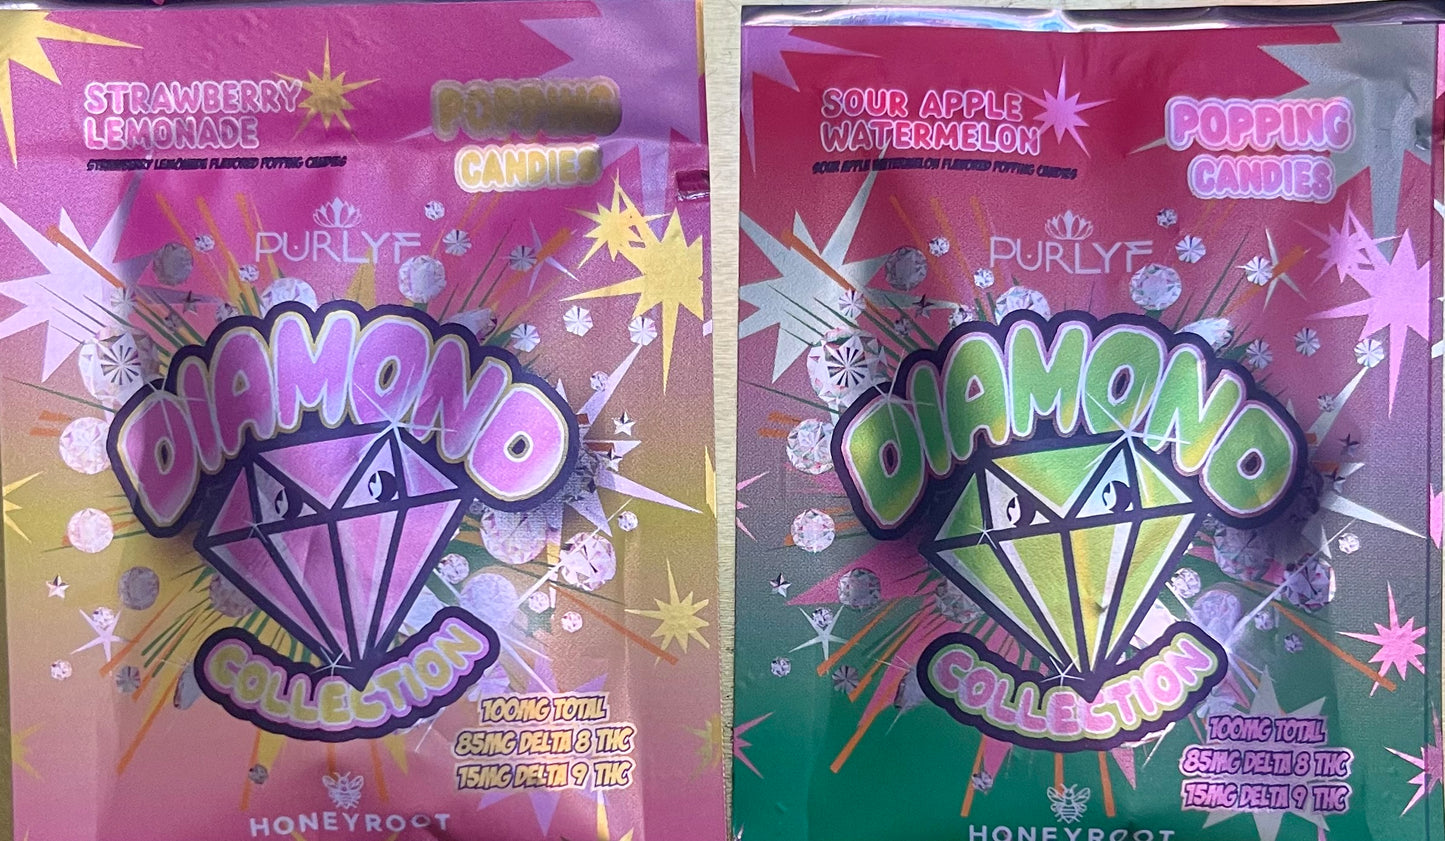 STRAWBERRY
LEMONADE
STRAWBERRY LEMONADE FLAVORED POPPING CANDIES
POPPING
CANDIES
PURLYF
DIAMOND
COLLECTION
100MG TOTAL
85MG DELTA 8 THC
15MG DELTA 9 THC
HONEYROOT
SOUR APPLE
WATERMELON
SOUR APPLE WATERMELON FLAVORED POPPING CANDIES
POPPING
CANDIES
PURLYF
DIAMOND
COLLECTION
100MG TOTAL
85MG DELTA 8 THC
15MG DELTA 9 THC
HONEYROOT